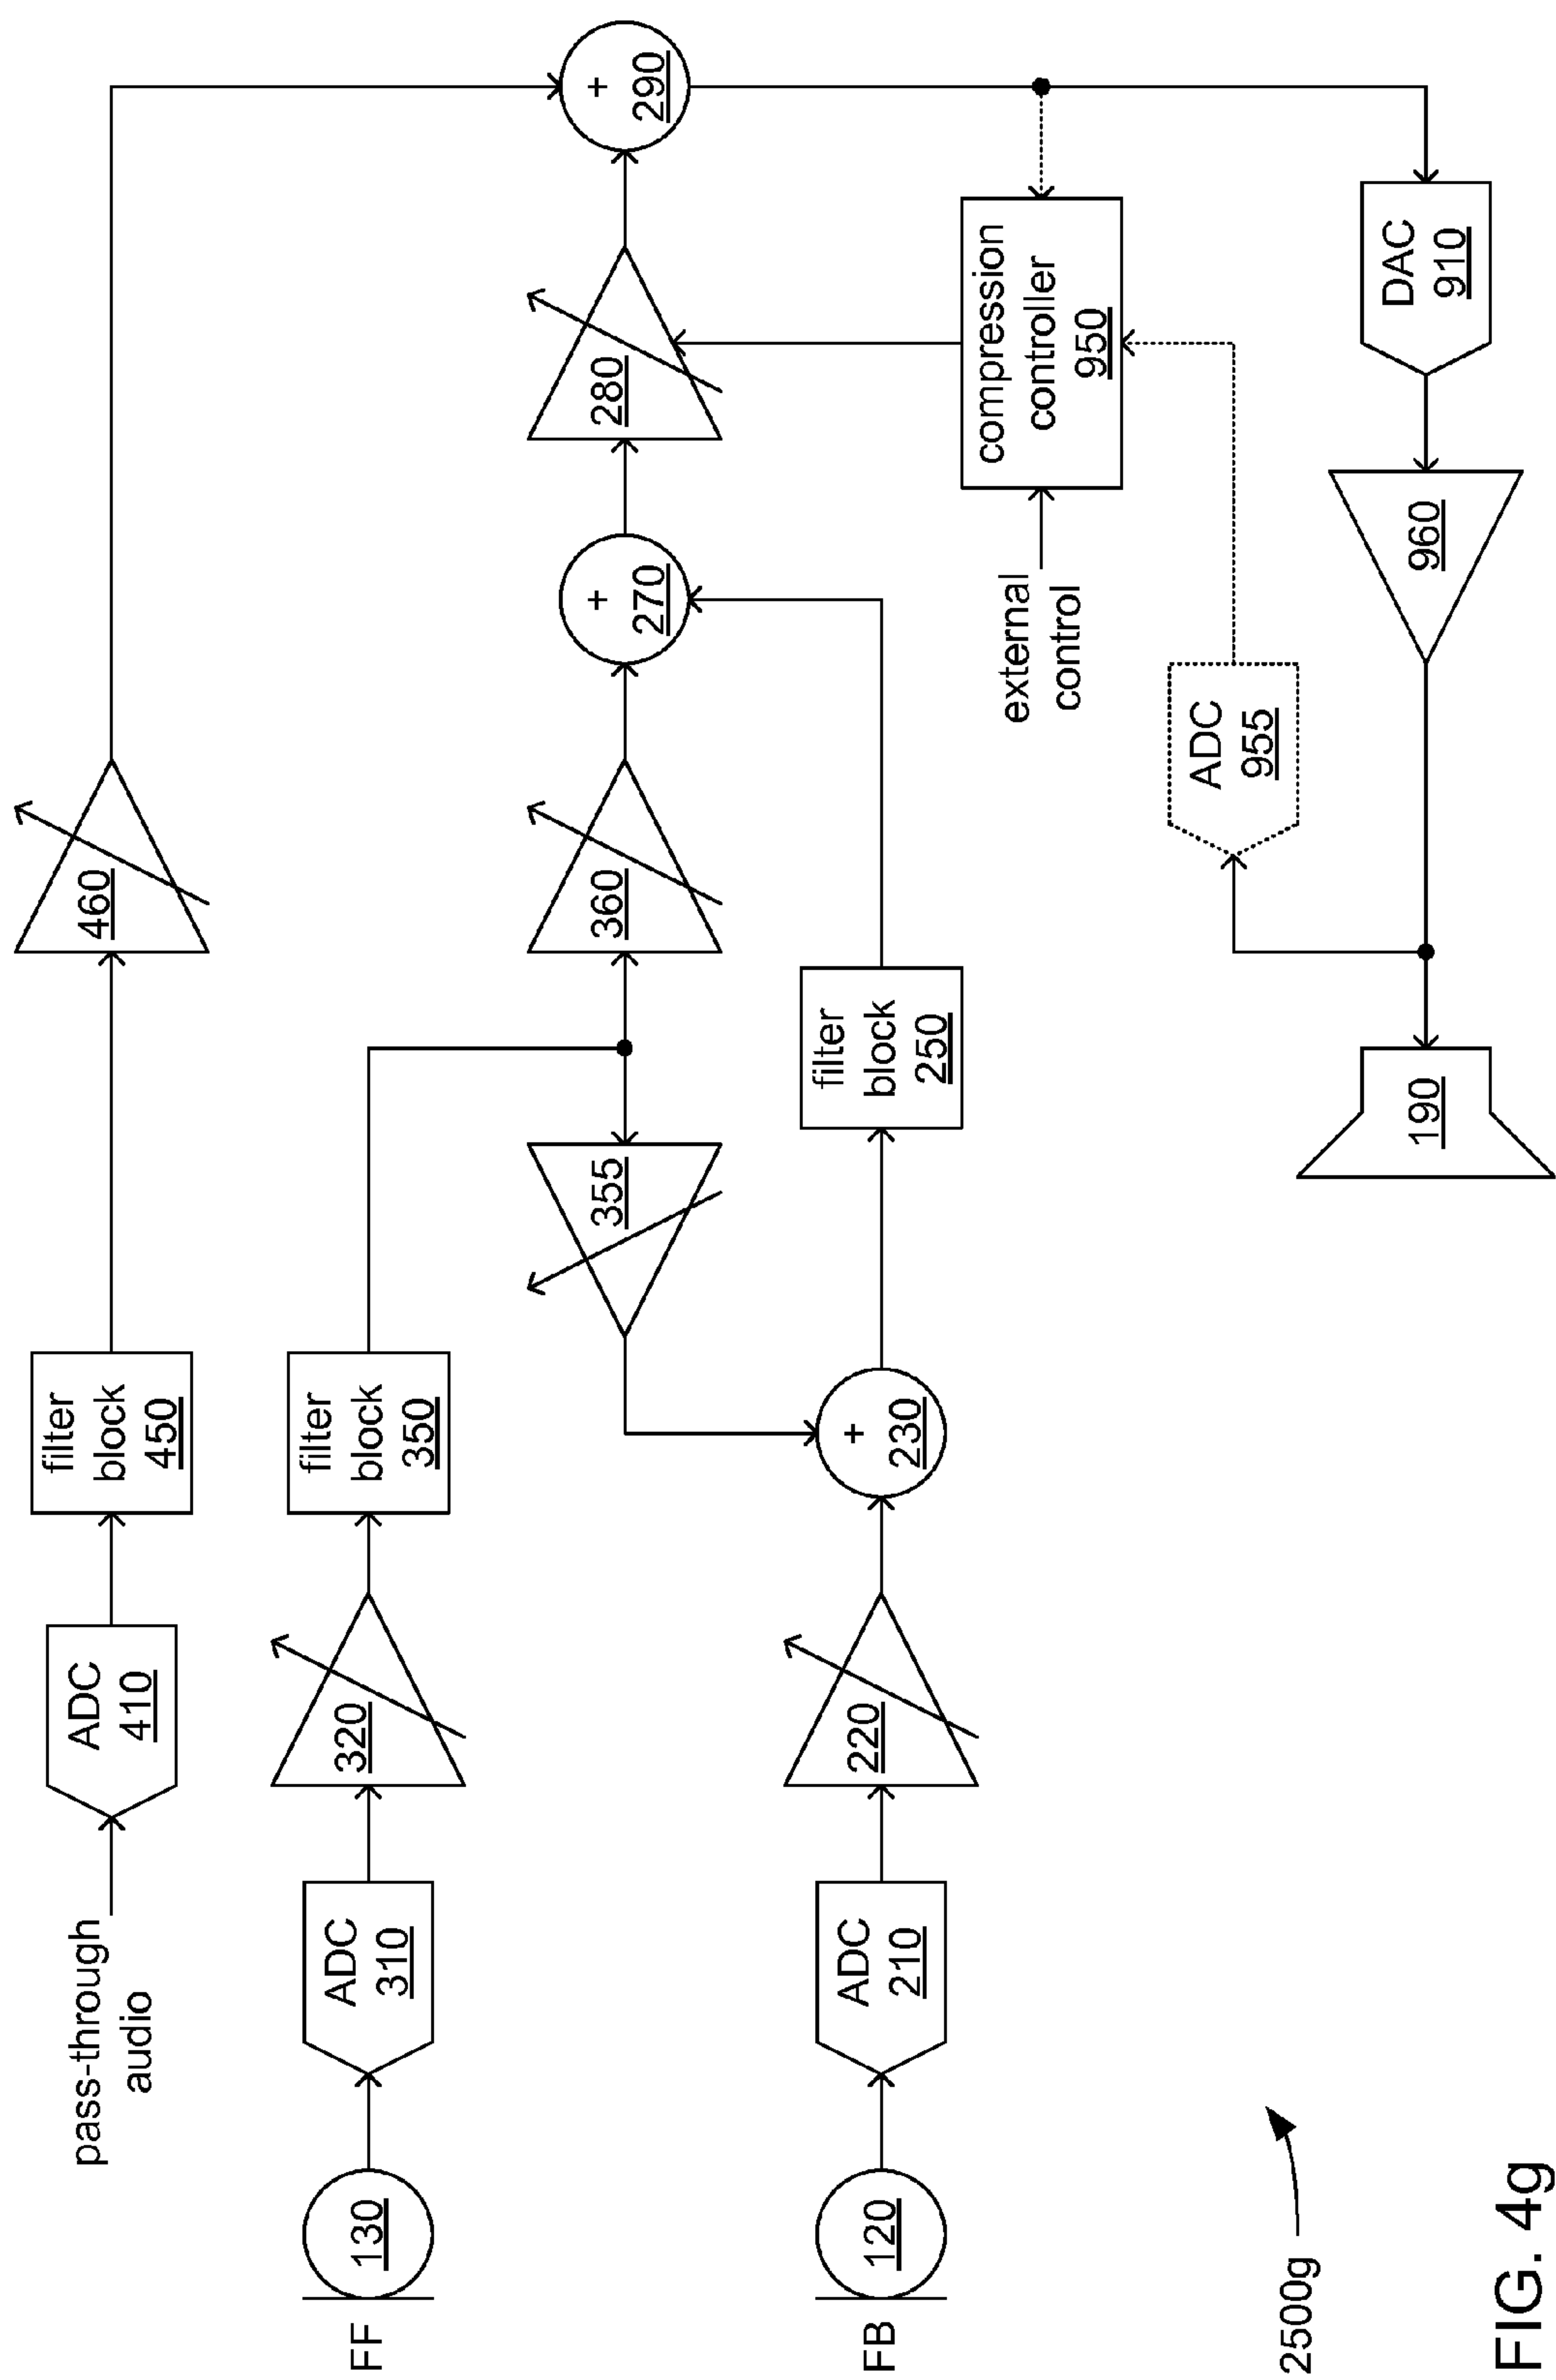 pass-through
audio
ADC
410
filter
block
450
460
FF
130
ADC
310
320
filter
block
350
355
360
+
270
280
+
290
FB
120
ADC
210
220
+
230
filter
block
250
external
control
compression
controller
950
ADC
955
DAC
910
960
190
2500g
FIG. 4g